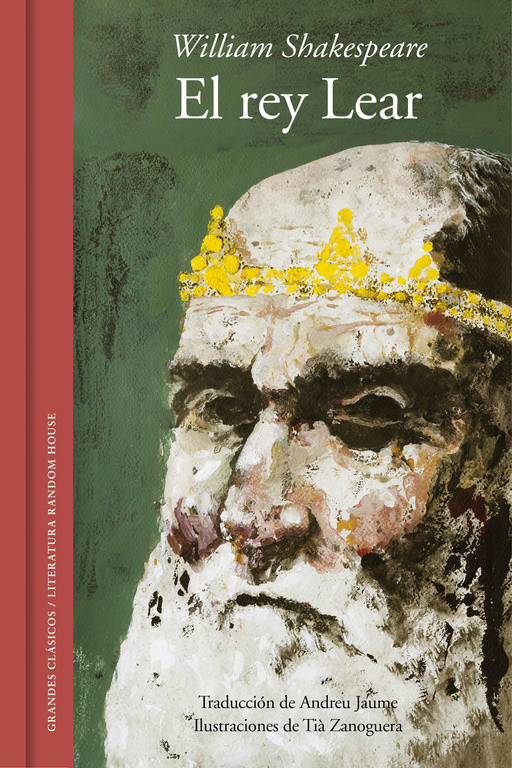 William Shakespeare
El rey Lear
Traducción de Andreu Jaume
Ilustraciones de Tià Zanoguera
GRANDES CLÁSICOS / LITERATURA RANDOM HOUSE